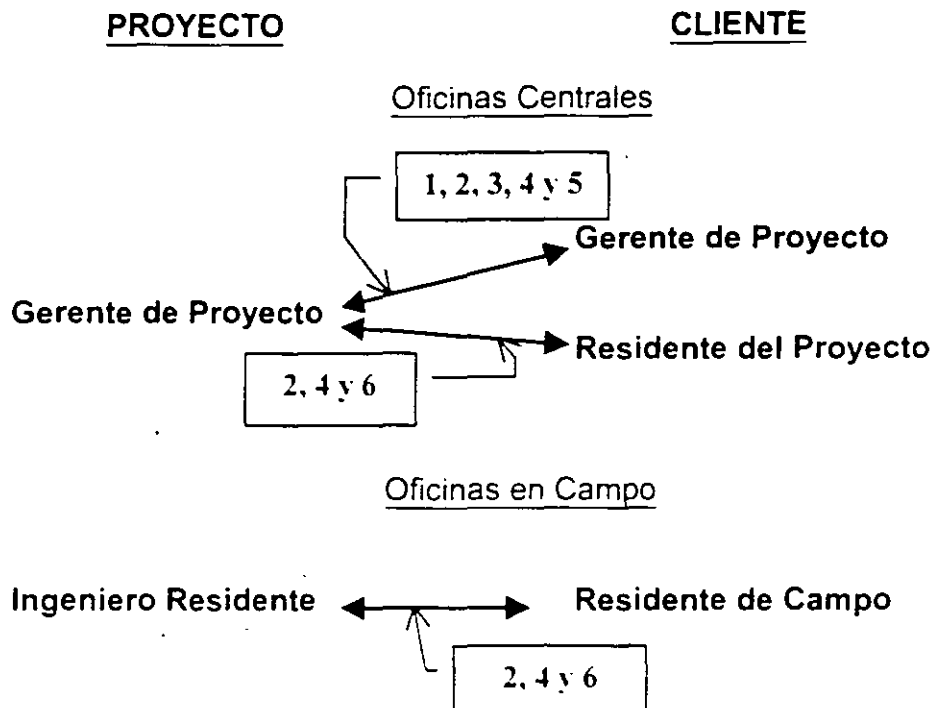 PROYECTO CLIENTE
Oficinas Centrales
1, 2, 3, 4 y 5
Gerente de Proyecto
Gerente de Proyecto
Residente del Proyecto
2, 4 y 6
Oficinas en Campo
Ingeniero Residente Residente de Campo
2, 4 y 6